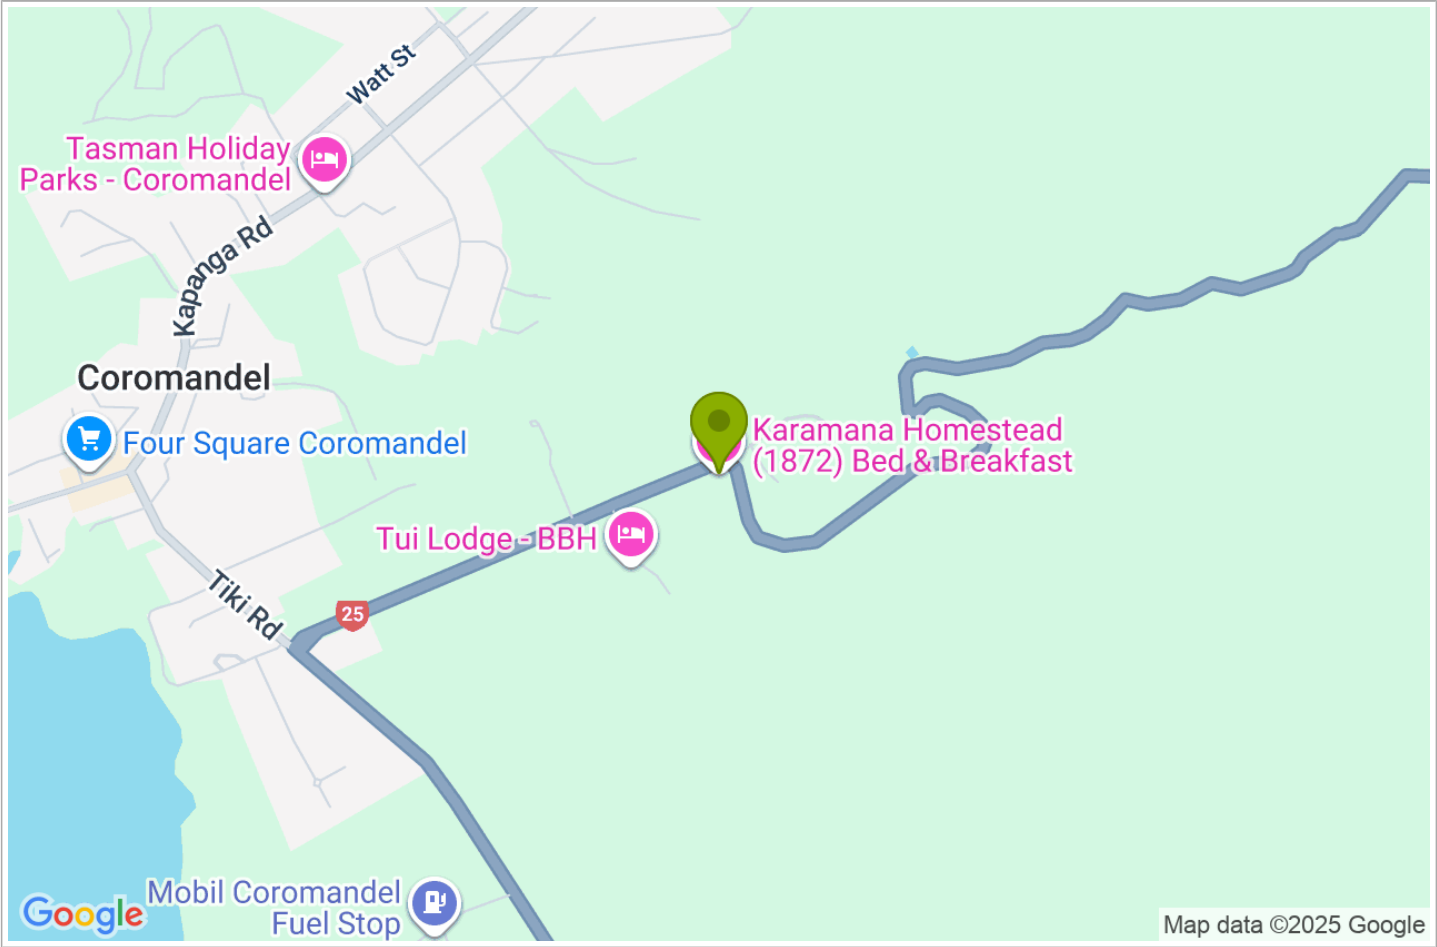 Watt St
Tasman Holiday
Parks - Coromandel
Kapanga Rd
Coromandel
Four Square Coromandel
Karamana Homestead
(1872) Bed & Breakfast
Tui Lodge - BBH
Tiki Rd
25
Mobil Coromandel
Fuel Stop
Google
Map data ©2025 Google